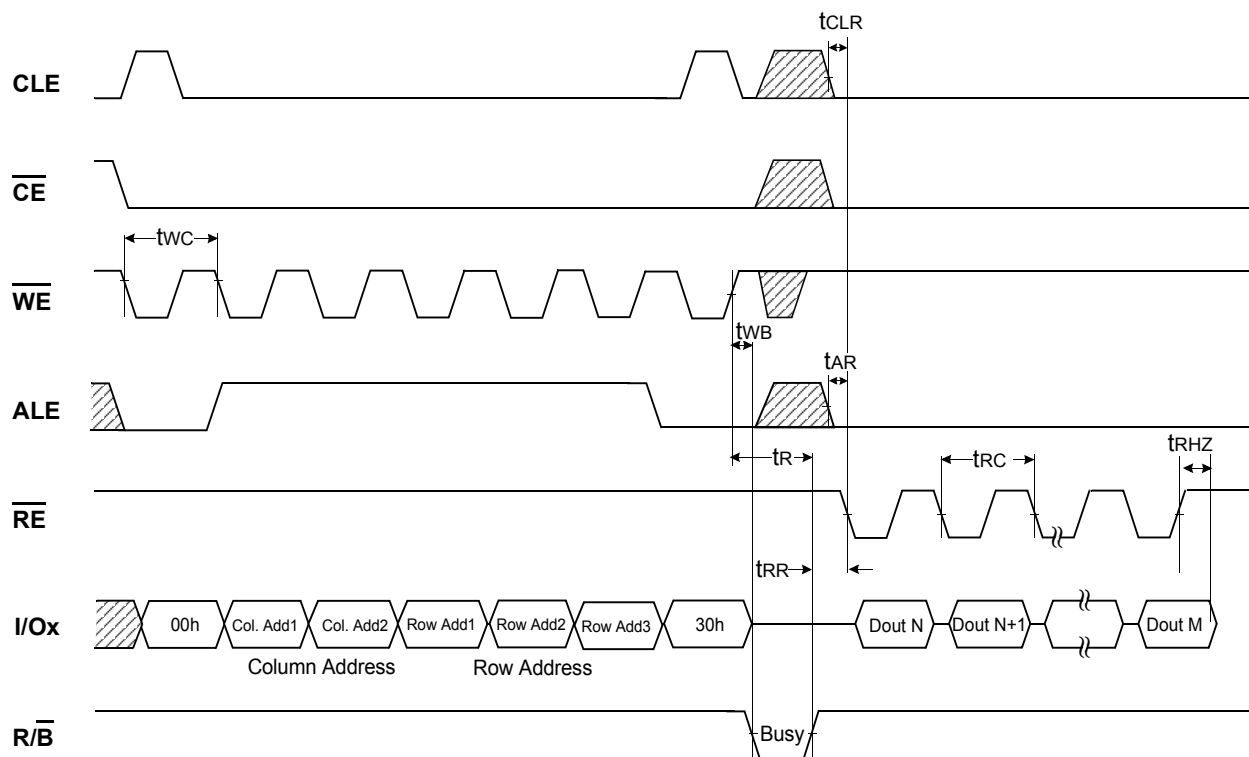 tCLR
CLE
CE
tWC
WE
tWB
tAR
ALE
tR
tRC
tRHZ
RE
tRR
I/Ox
00h
Col. Add1
Col. Add2
Row Add1
Row Add2
Row Add3
30h
Dout N
Dout N+1
Dout M
Column Address
Row Address
R/B
Busy